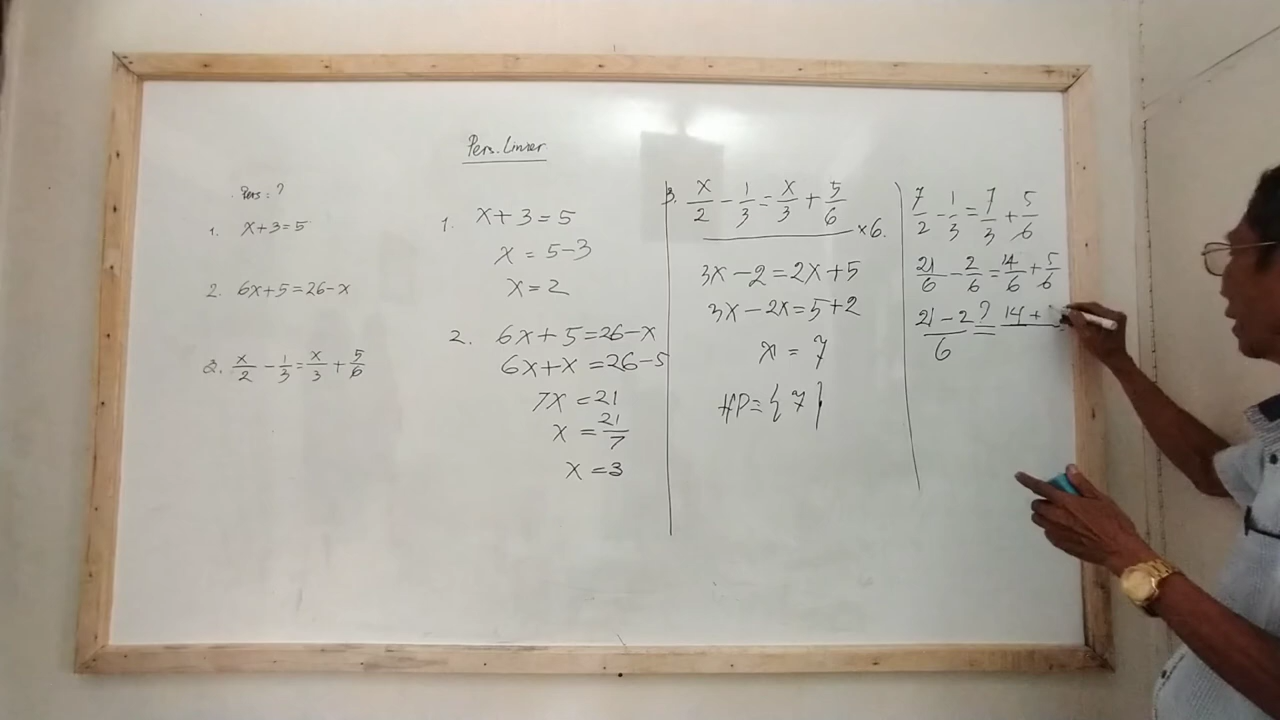 Pers. Linear
Pers : ?
1. x+3=5
2. 6x+5=26-x
3. x/2 - 1/3 = x/3 + 5/6
1. x+3=5
x = 5-3
x = 2
2. 6x+5=26-x
6x+x=26-5
7x = 21
x = 21/7
x = 3
3. x/2 - 1/3 = x/3 + 5/6 ×6.
3x-2=2x+5
3x-2x=5+2
x = 7
HP = { 7 }
7/2 - 1/3 = 7/3 + 5/6
21/6 - 2/6 = 14/6 + 5/6
21-2/6 ?= 14+